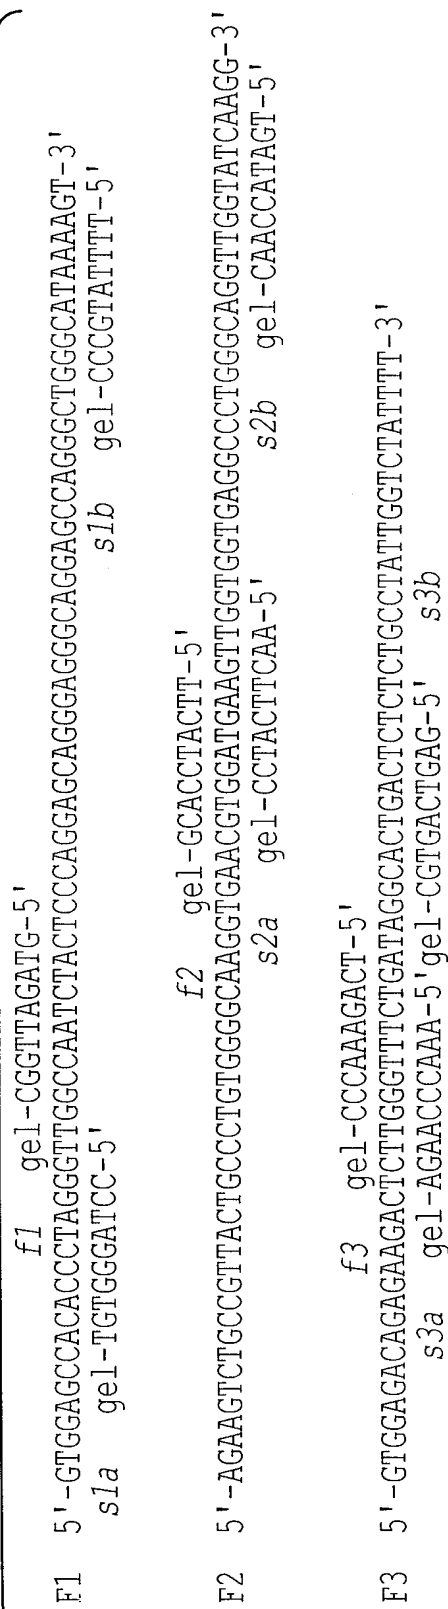 f1 gel-CGGTTAGATG-5'
F1 5'-GTGGAGCCACACCCTAGGGTTGGCCAATCTACTCCCAGGAGCAGGGAGGGCAGGAGCCAGGGCTGGGCATAAAAGT-3'
s1a gel-TGTGGGATCC-5' s1b gel-CCCGTATTTT-5'
f2 gel-GCACCTACTT-5'
F2 5'-AGAAGTCTGCCGTTACTGCCCTGTGGGGCAAGGTGAACGTGGATGAAGTTGGTGGTGAGGCCCTGGGCAGGTTGGTATCAAGG-3'
s2a gel-CCTACTTCAA-5' s2b gel-CAACCATAGT-5'
f3 gel-CCCAAAGACT-5'
F3 5'-GTGGAGACAGAGAAGACTCTTGGGTTTCTGATAGGCACTGACTCTCTCTGCCTATTGGTCTATTTT-3'
s3a gel-AGAACCCAAA-5'gel-CGTGACTGAG-5' s3b